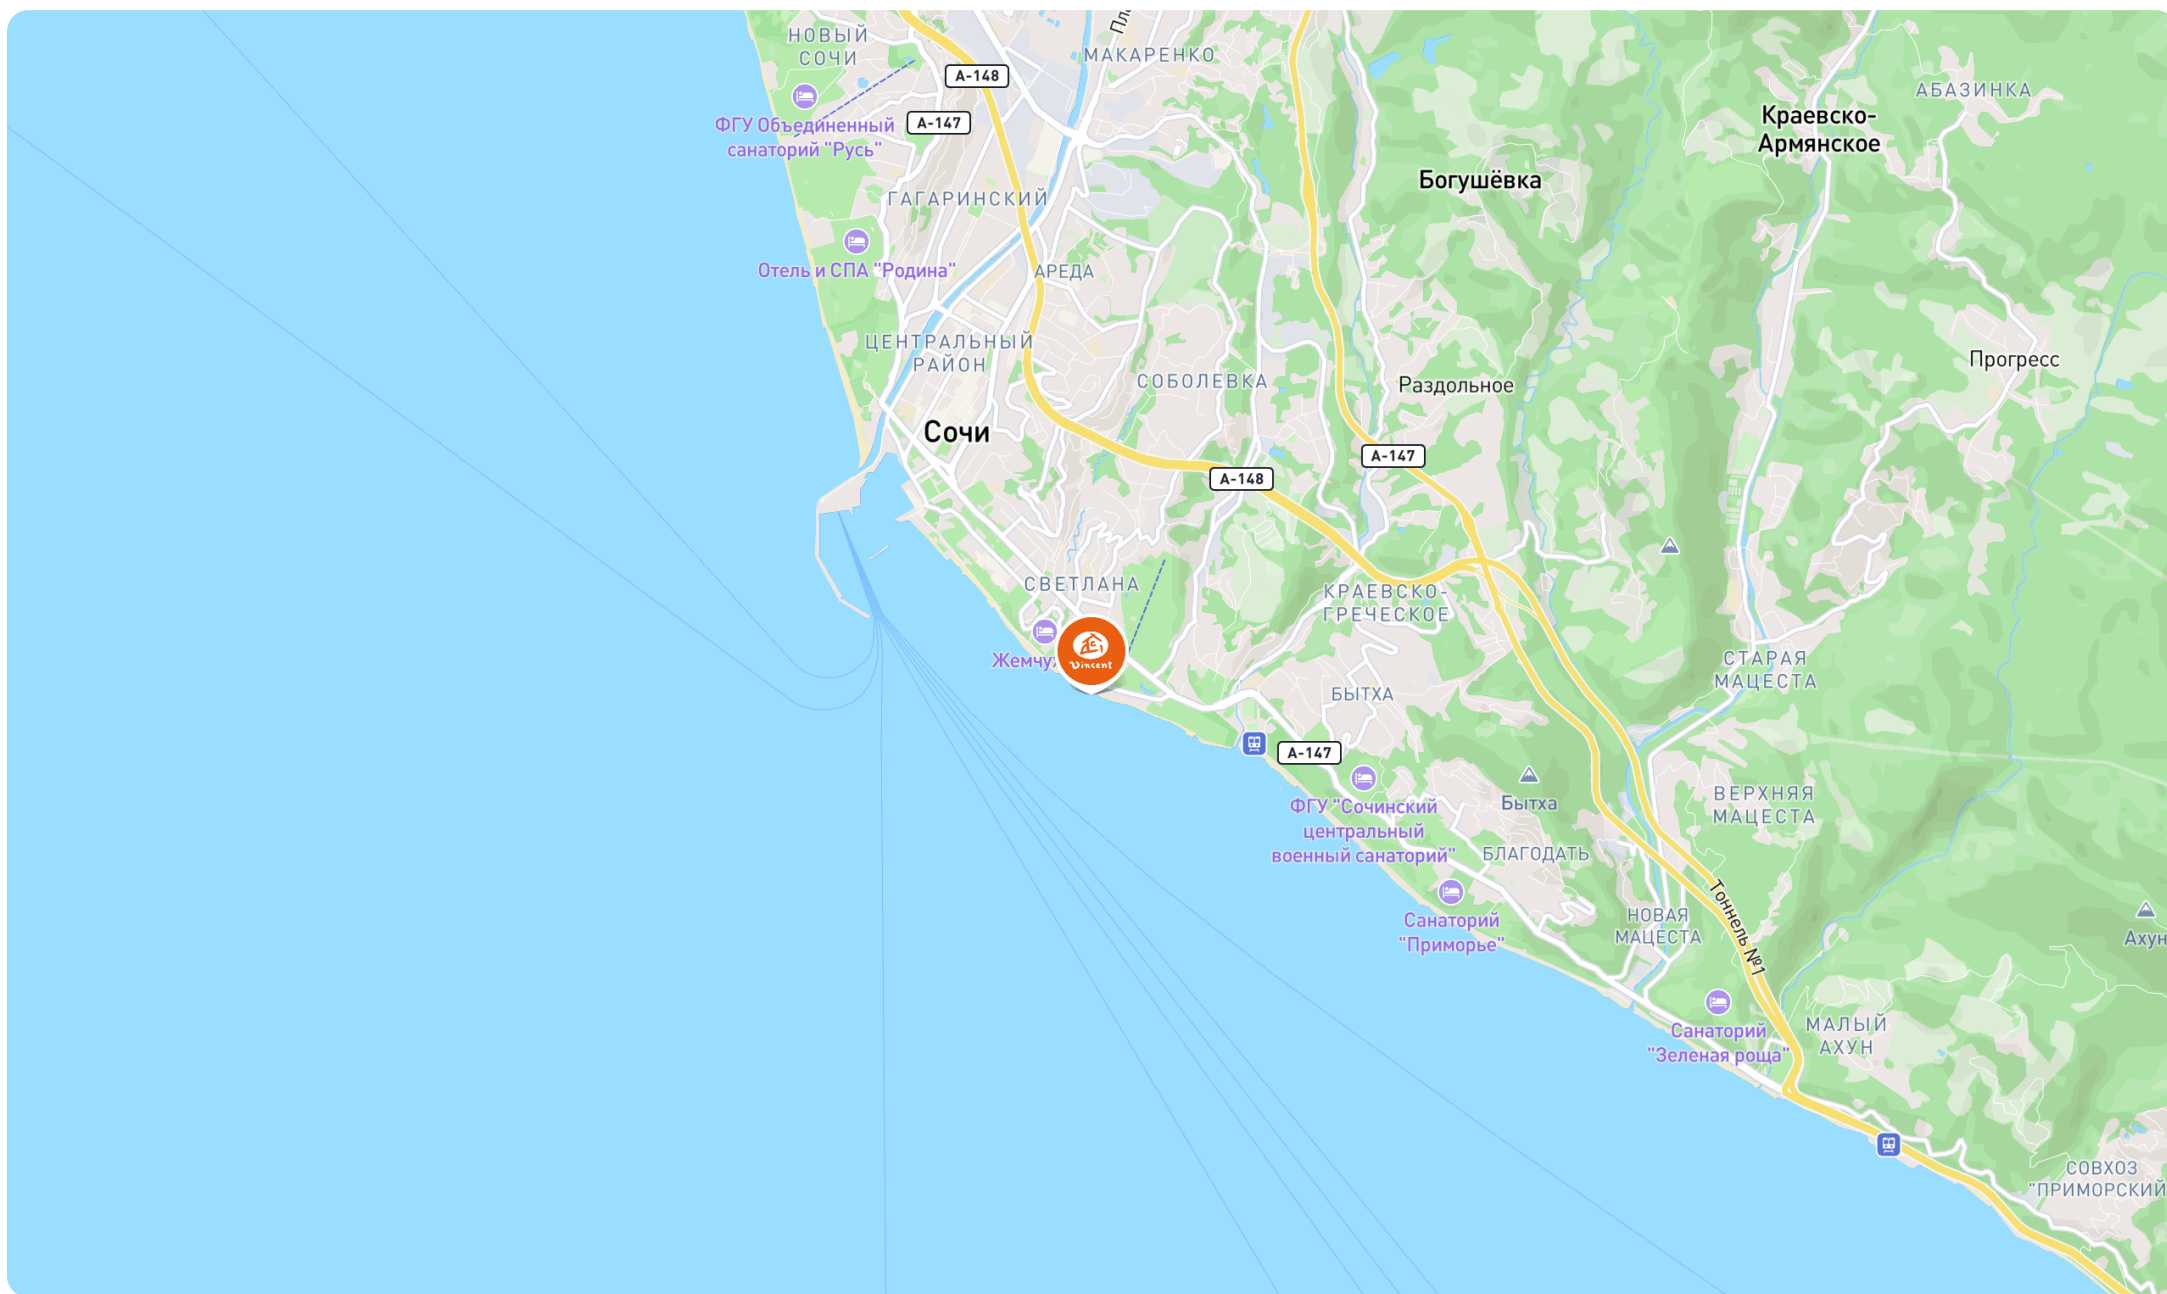 Пла
НОВЫЙ
СОЧИ
МАКАРЕНКО
А-148
АБАЗИНКА
Краевско-
Армянское
ФГУ Объединенный
санаторий "Русь"
А-147
Богушёвка
ГАГАРИНСКИЙ
Отель и СПА "Родина"
АРЕДА
ЦЕНТРАЛЬНЫЙ
РАЙОН
Прогресс
СОБОЛЕВКА
Раздольное
Сочи
А-147
А-148
СВЕТЛАНА
КРАЕВСКО-
ГРЕЧЕСКОЕ
Жемчуж
Vincent
СТАРАЯ
МАЦЕСТА
БЫТХА
А-147
Бытха
ФГУ "Сочинский
центральный
военный санаторий"
ВЕРХНЯЯ
МАЦЕСТА
БЛАГОДАТЬ
Тоннель №1
Санаторий
"Приморье"
НОВАЯ
МАЦЕСТА
Ахун
Санаторий
"Зеленая роща"
МАЛЫЙ
АХУН
СОВХОЗ
"ПРИМОРСКИЙ